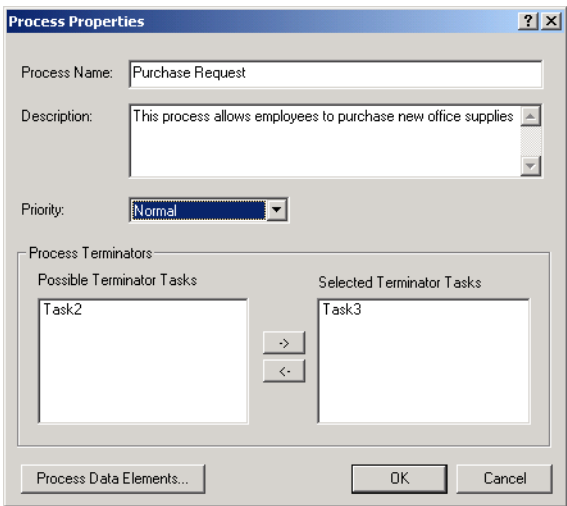 Process Properties
Process Name: Purchase Request
Description: This process allows employees to purchase new office supplies
Priority: Normal
Process Terminators
Possible Terminator Tasks Selected Terminator Tasks
Task2 Task3
->
<-
Process Data Elements... OK Cancel